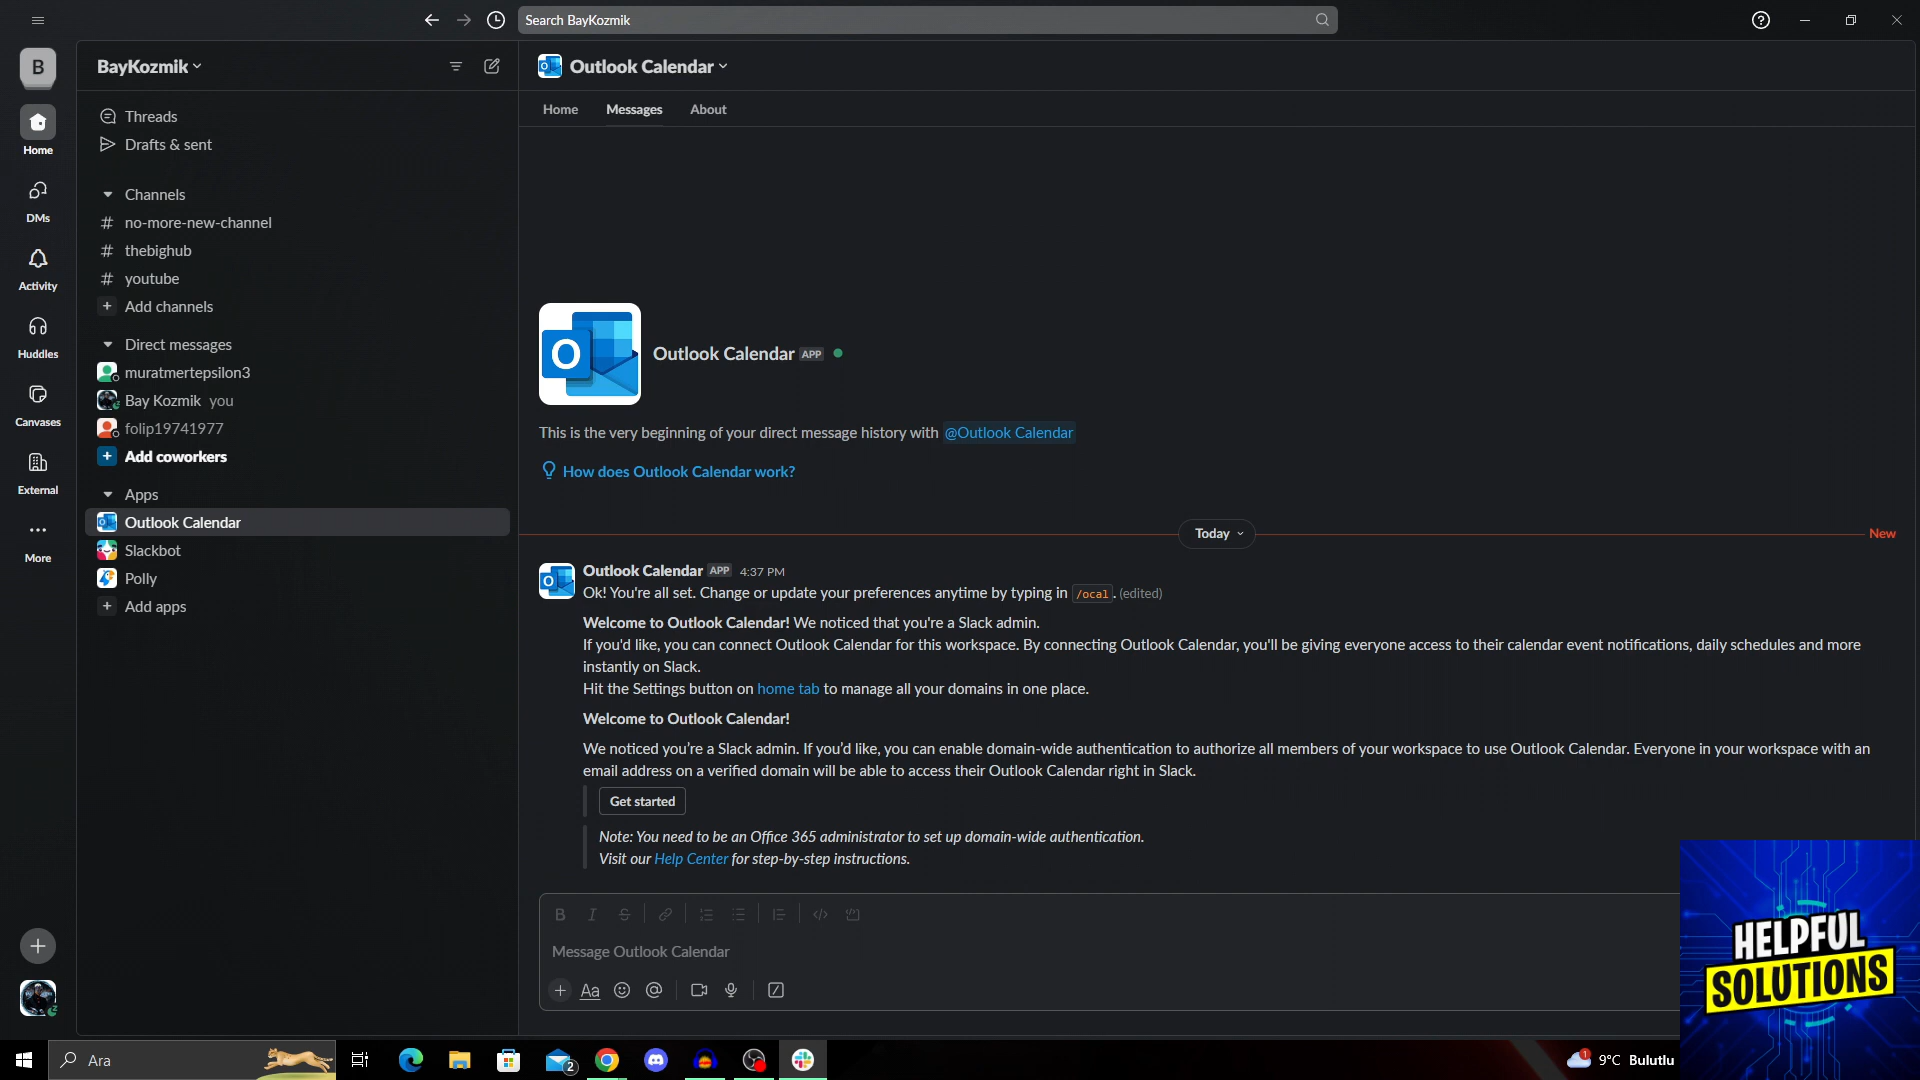 Search BayKozmik
B
BayKozmik
Outlook Calendar
Home
Messages
About
Threads
Drafts & sent
Channels
# no-more-new-channel
# thebighub
# youtube
+ Add channels
Direct messages
muratmertepsilon3
Bay Kozmik you
folip19741977
+ Add coworkers
Apps
Outlook Calendar
Slackbot
Polly
+ Add apps
Home
DMs
Activity
Huddles
Canvases
External
More
Outlook Calendar APP
This is the very beginning of your direct message history with @Outlook Calendar
How does Outlook Calendar work?
Today
New
Outlook Calendar APP 4:37 PM
Ok! You're all set. Change or update your preferences anytime by typing in /ocal . (edited)
Welcome to Outlook Calendar! We noticed that you're a Slack admin.
If you'd like, you can connect Outlook Calendar for this workspace. By connecting Outlook Calendar, you'll be giving everyone access to their calendar event notifications, daily schedules and more
instantly on Slack.
Hit the Settings button on home tab to manage all your domains in one place.
Welcome to Outlook Calendar!
We noticed you're a Slack admin. If you'd like, you can enable domain-wide authentication to authorize all members of your workspace to use Outlook Calendar. Everyone in your workspace with an
email address on a verified domain will be able to access their Outlook Calendar right in Slack.
Get started
Note: You need to be an Office 365 administrator to set up domain-wide authentication.
Visit our Help Center for step-by-step instructions.
Message Outlook Calendar
Aa
HELPFUL
SOLUTIONS
Ara
2
1
9°C Bulutlu